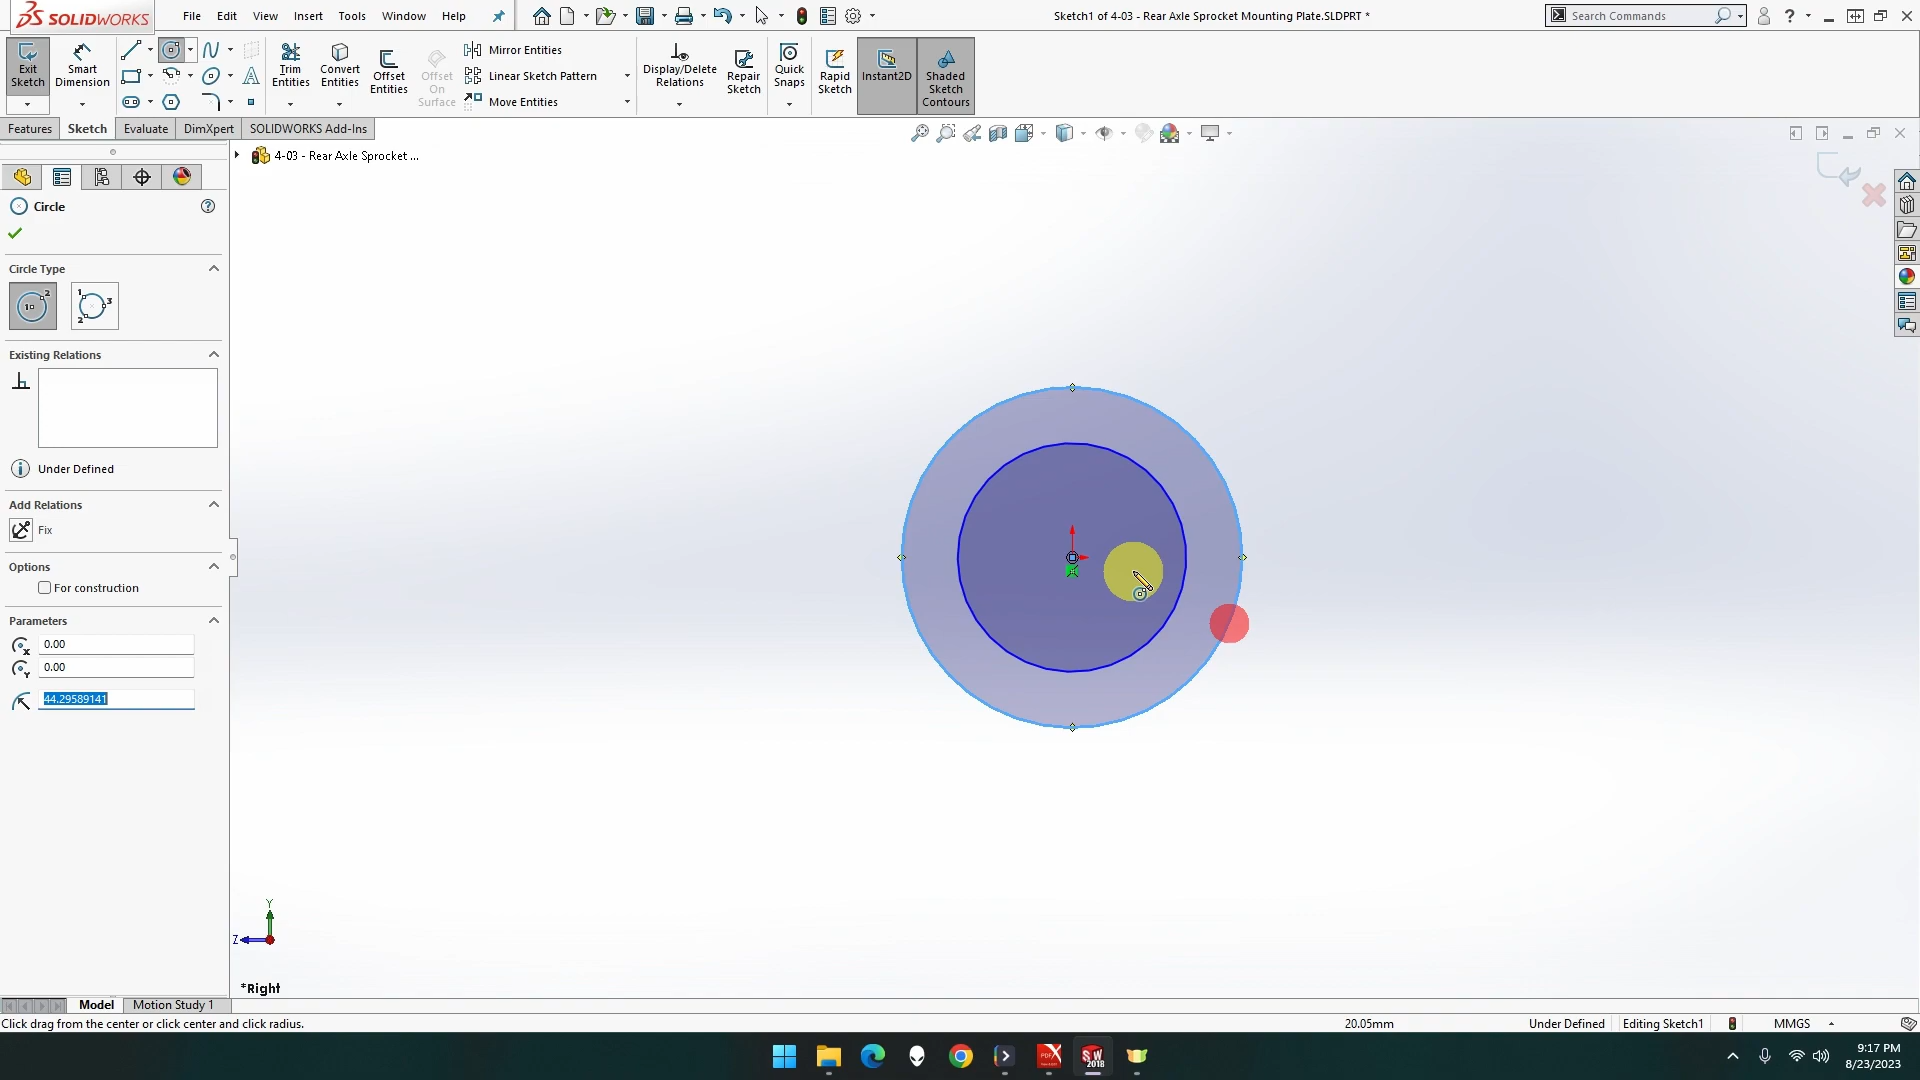 SOLIDWORKS
File Edit View Insert Tools Window Help
Sketch1 of 4-03 - Rear Axle Sprocket Mounting Plate.SLDPRT *
Search Commands
Exit Sketch
Smart Dimension
Trim Entities
Convert Entities
Offset Entities
Offset On Surface
Mirror Entities
Linear Sketch Pattern
Move Entities
Display/Delete Relations
Repair Sketch
Quick Snaps
Rapid Sketch
Instant2D
Shaded Sketch Contours
Features Sketch Evaluate DimXpert SOLIDWORKS Add-Ins
4-03 - Rear Axle Sprocket ...
Circle
Circle Type
Existing Relations
Under Defined
Add Relations
Fix
Options
For construction
Parameters
0.00
0.00
44.29589141
Y
Z
*Right
Model Motion Study 1
Click drag from the center or click center and click radius.
20.05mm Under Defined Editing Sketch1 MMGS
9:17 PM
8/23/2023